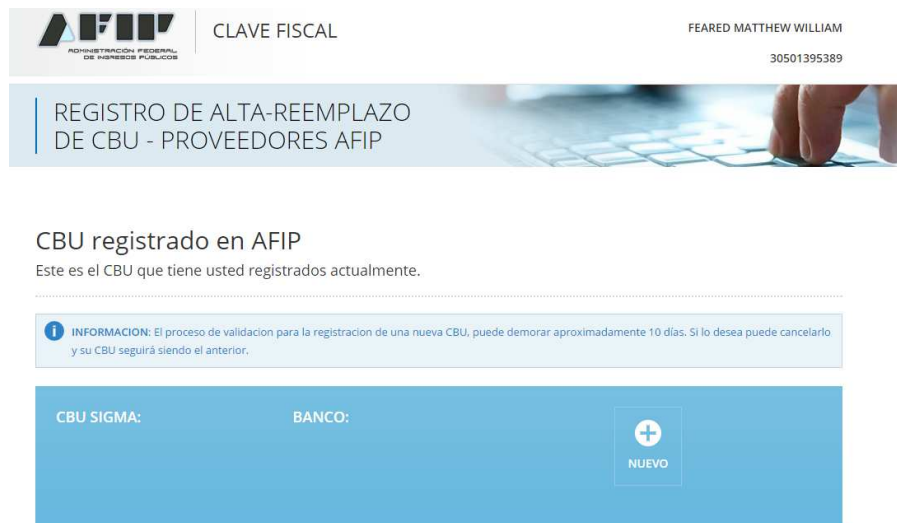 AFIP
ADMINISTRACIÓN FEDERAL
DE INGRESOS PÚBLICOS
CLAVE FISCAL
FEARED MATTHEW WILLIAM
30501395389
REGISTRO DE ALTA-REEMPLAZO
DE CBU - PROVEEDORES AFIP
CBU registrado en AFIP
Este es el CBU que tiene usted registrados actualmente.
i INFORMACION: El proceso de validacion para la registracion de una nueva CBU, puede demorar aproximadamente 10 días. Si lo desea puede cancelarlo
y su CBU seguirá siendo el anterior.
CBU SIGMA:
BANCO:
NUEVO